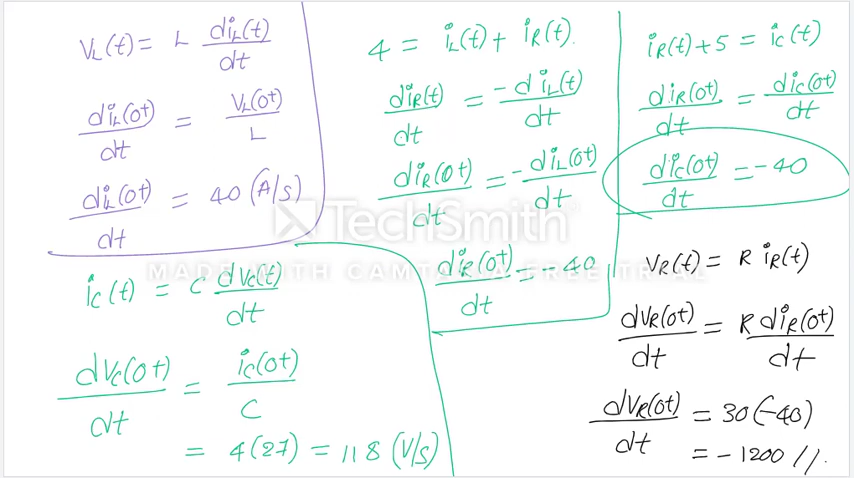 vL(t) = L diL(t)/dt
diL(0+)/dt = vL(0+)/L
diL(0+)/dt = 40 (A/s)
ic(t) = C dvc(t)/dt
dvc(0+)/dt = ic(0+)/C
= 4(27) = 118 (V/s)
4 = iL(t) + iR(t).
diR(t)/dt = -diL(t)/dt
diR(0+)/dt = -diL(0+)/dt
diR(0+)/dt = -40
iR(t) + 5 = ic(t)
diR(0+)/dt = dic(0+)/dt
dic(0+)/dt = -40
vR(t) = R iR(t)
dvR(0+)/dt = R diR(0+)/dt
dvR(0+)/dt = 30(-40)
= -1200 //.
TechSmith
MADE WITH CAMTASIA FREE TRIAL